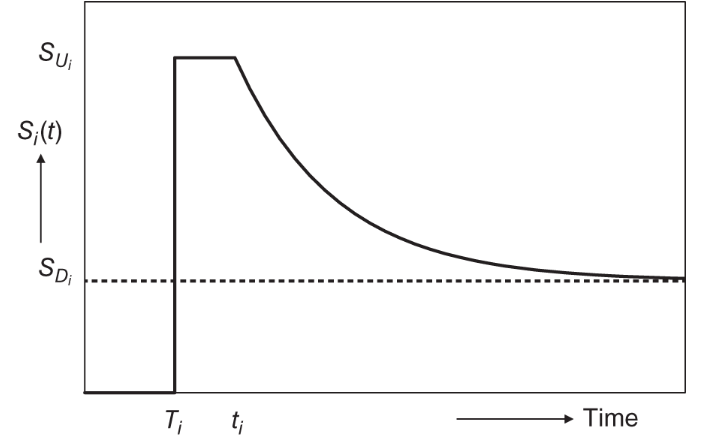 S_{U_i}
S_i(t)
S_{D_i}
T_i
t_i
Time